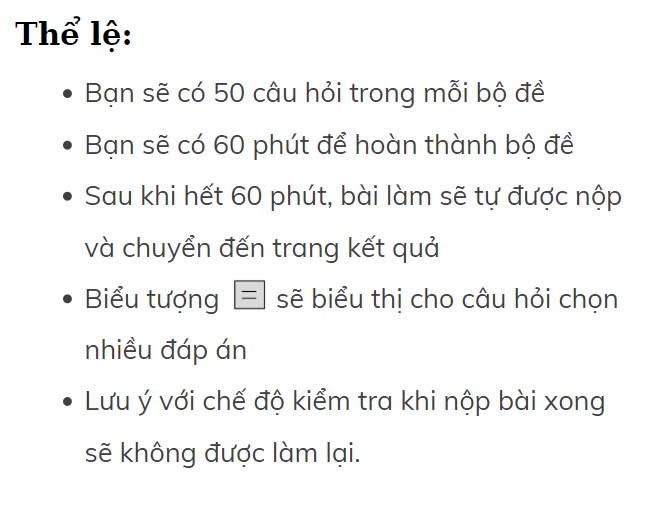 Thể lệ:
Bạn sẽ có 50 câu hỏi trong mỗi bộ đề
Bạn sẽ có 60 phút để hoàn thành bộ đề
Sau khi hết 60 phút, bài làm sẽ tự được nộp
và chuyển đến trang kết quả
Biểu tượng = sẽ biểu thị cho câu hỏi chọn
nhiều đáp án
Lưu ý với chế độ kiểm tra khi nộp bài xong
sẽ không được làm lại.